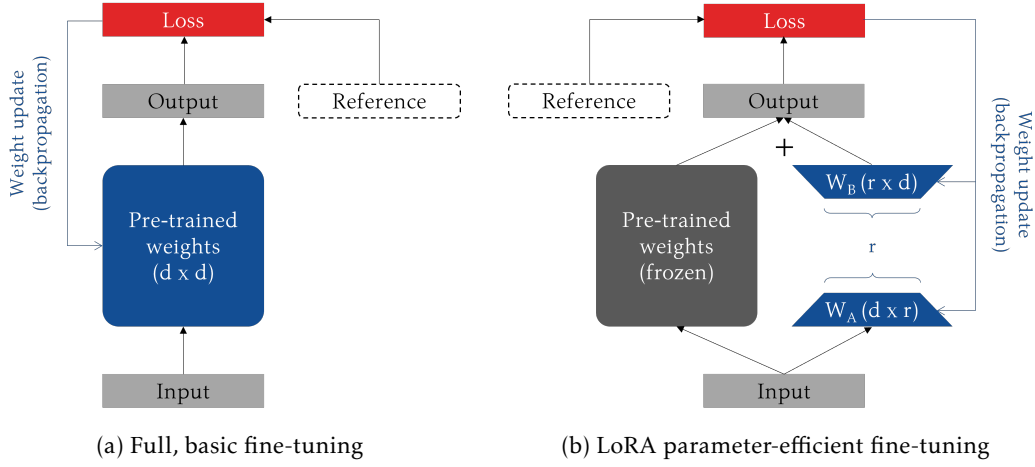 Loss
Output
Reference
Weight update
(backpropagation)
Pre-trained
weights
(d x d)
Input
(a) Full, basic fine-tuning
Loss
Reference
Output
+
Weight update
(backpropagation)
Pre-trained
weights
(frozen)
W_B (r x d)
r
W_A (d x r)
Input
(b) LoRA parameter-efficient fine-tuning